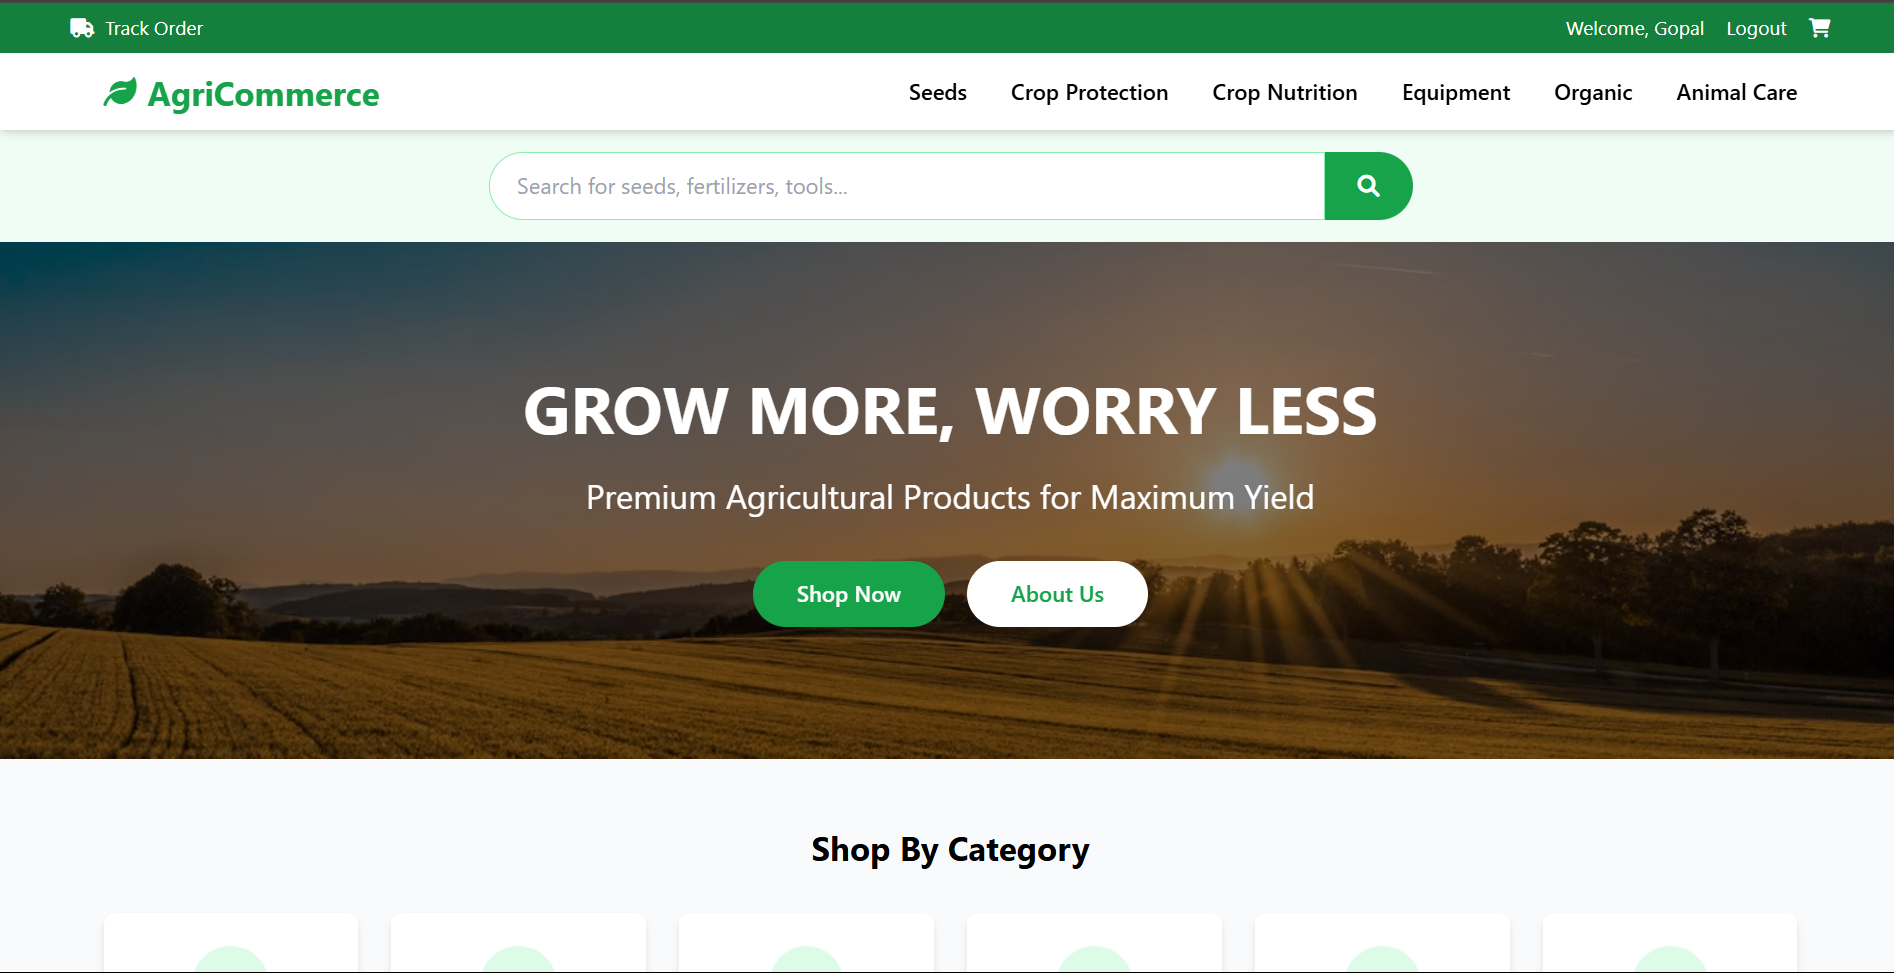 Track Order
Welcome, Gopal Logout
AgriCommerce
Seeds Crop Protection Crop Nutrition Equipment Organic Animal Care
Search for seeds, fertilizers, tools...
GROW MORE, WORRY LESS
Premium Agricultural Products for Maximum Yield
Shop Now
About Us
Shop By Category